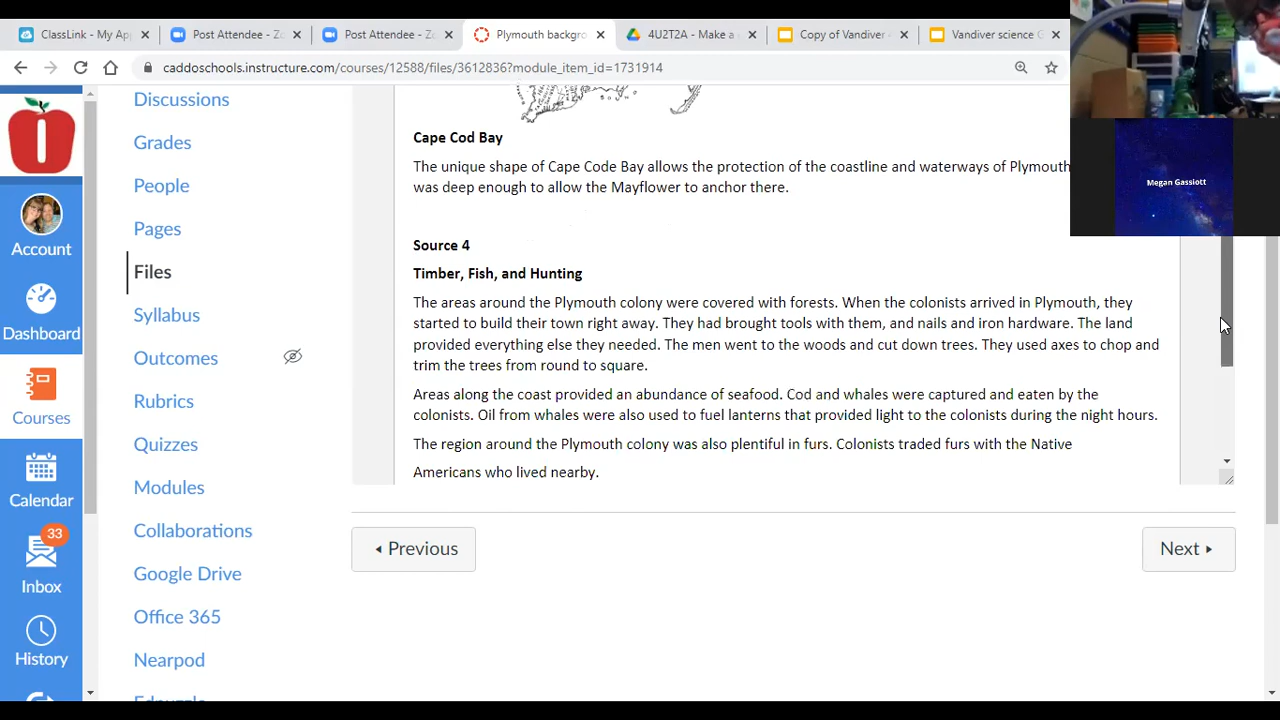 ClassLink - My Ap
Post Attendee - Zo
Post Attendee - Zo
Plymouth backgro
4U2T2A - Make
Copy of Vandiver
Vandiver science G
caddoschools.instructure.com/courses/12588/files/3612836?module_item_id=1731914
Account
Dashboard
Courses
Calendar
33
Inbox
History
Discussions
Grades
People
Pages
Files
Syllabus
Outcomes
Rubrics
Quizzes
Modules
Collaborations
Google Drive
Office 365
Nearpod
Cape Cod Bay
The unique shape of Cape Code Bay allows the protection of the coastline and waterways of Plymouth
was deep enough to allow the Mayflower to anchor there.
Source 4
Timber, Fish, and Hunting
The areas around the Plymouth colony were covered with forests. When the colonists arrived in Plymouth, they
started to build their town right away. They had brought tools with them, and nails and iron hardware. The land
provided everything else they needed. The men went to the woods and cut down trees. They used axes to chop and
trim the trees from round to square.
Areas along the coast provided an abundance of seafood. Cod and whales were captured and eaten by the
colonists. Oil from whales were also used to fuel lanterns that provided light to the colonists during the night hours.
The region around the Plymouth colony was also plentiful in furs. Colonists traded furs with the Native
Americans who lived nearby.
Previous
Next
Megan Gassiott